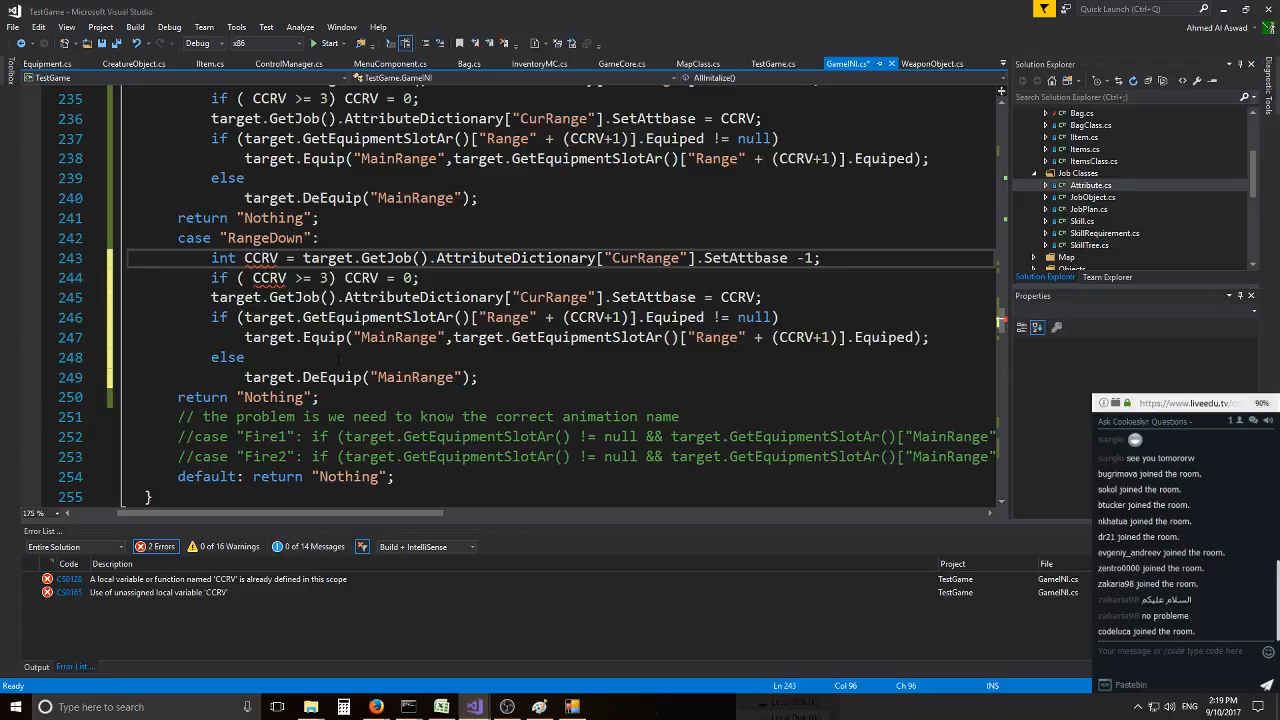 TestGame - Microsoft Visual Studio
Quick Launch (Ctrl+Q)
File Edit View Project Build Debug Team Tools Architecture Test Analyze Window Help
Ahmed Al Aswad
Debug x86 Start
Equipment.cs CreatureObject.cs IItem.cs ControlManager.cs MenuComponent.cs Bag.cs InventoryMC.cs GameCore.cs MapClass.cs TestGame.cs GameINI.cs* WeaponObject.cs
TestGame TestGame.GameINI AllInitalize()
235 if ( CCRV >= 3) CCRV = 0;
236 target.GetJob().AttributeDictionary["CurRange"].SetAttbase = CCRV;
237 if (target.GetEquipmentSlotAr()["Range" + (CCRV+1)].Equiped != null)
238 target.Equip("MainRange",target.GetEquipmentSlotAr()["Range" + (CCRV+1)].Equiped);
239 else
240 target.DeEquip("MainRange");
241 return "Nothing";
242 case "RangeDown":
243 int CCRV = target.GetJob().AttributeDictionary["CurRange"].SetAttbase -1;
244 if ( CCRV >= 3) CCRV = 0;
245 target.GetJob().AttributeDictionary["CurRange"].SetAttbase = CCRV;
246 if (target.GetEquipmentSlotAr()["Range" + (CCRV+1)].Equiped != null)
247 target.Equip("MainRange",target.GetEquipmentSlotAr()["Range" + (CCRV+1)].Equiped);
248 else
249 target.DeEquip("MainRange");
250 return "Nothing";
251 // the problem is we need to know the correct animation name
252 //case "Fire1": if (target.GetEquipmentSlotAr() != null && target.GetEquipmentSlotAr()["MainRange"
253 //case "Fire2": if (target.GetEquipmentSlotAr() != null && target.GetEquipmentSlotAr()["MainRange"
254 default: return "Nothing";
255 }
175 %
Toolbox
Diagnostic Tools
Solution Explorer
Search Solution Explorer (Ctrl+;)
Bag.cs
BagClass.cs
IItem.cs
Items.cs
ItemsClass.cs
Job Classes
Attribute.cs
JobObject.cs
JobPlan.cs
Skill.cs
SkillRequirement.cs
SkillTree.cs
Map
Objects
Solution Explorer Team Explorer
Properties
Error List ...
Entire Solution 2 Errors 0 of 16 Warnings 0 of 14 Messages Build + IntelliSense
Code Description Project File
CS0128 A local variable or function named 'CCRV' is already defined in this scope TestGame GameINI.cs
CS0165 Use of unassigned local variable 'CCRV' TestGame GameINI.cs
Output Error List ...
Ready Ln 243 Col 96 Ch 96 INS
90%
Ask Cookieslyr Questions - 1
sargin
sargin see you tomororw
bugrimova joined the room.
sokol joined the room.
btucker joined the room.
nkhatua joined the room.
dr21 joined the room.
evgeniy_andreev joined the room.
zentro0000 joined the room.
zakaria98 joined the room.
zakaria98 السلام عليكم
zakaria98 no probleme
codeluca joined the room.
Your message or /code type code here
Pastebin
Type here to search
ENG
2:19 PM
9/10/2017